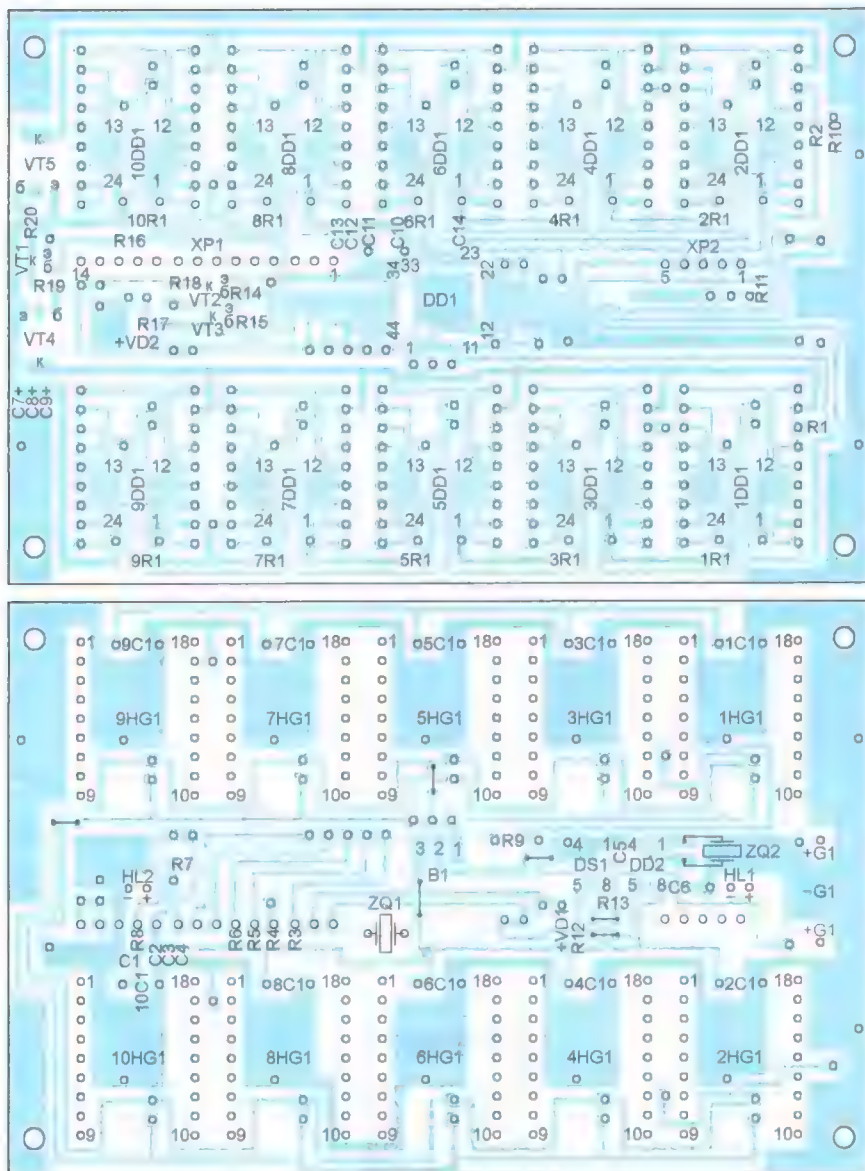 13 12 13 12 13 12 13 12 13 12
10DD1 8DD1 6DD1 4DD1 2DD1
R2
R10
к
VT5
б э
24 1 24 1 24 1 24 1 24 1
10R1 8R1 6R1 4R1 2R1
R20
R16 XP1 C13 C12 C11 C10 C14 XP2
VT1 к б
14 1 34 33 23 22 5 1
R19 R18 к э VT2 б R14 DD1 R11
э б
VT4
R17 к э VT3 б R15
+VD2 44 12
к
1 11
C7+
C8+
C9+
R1
13 12 13 12 13 12 13 12 13 12
9DD1 7DD1 5DD1 3DD1 1DD1
24 1 24 1 24 1 24 1 24 1
9R1 7R1 5R1 3R1 1R1
1 9C1 18 1 7C1 18 1 5C1 18 1 3C1 18 1 1C1 18
9HG1 7HG1 5HG1 3HG1 1HG1
9 10 9 10 9 10 9 10 9 10
R9 4 1 C5 4 1 ZQ2 +G1
3 2 1
HL2 R7 B1 DS1 DD2 HL1
− + 5 8 5 8 C6 − + −G1
ZQ1 R13
R8 R6 R5 R4 R3 +VD1 R12 +G1
C1 C2 C3 C4
1 10C1 18 1 8C1 18 1 6C1 18 1 4C1 18 1 2C1 18
10HG1 8HG1 6HG1 4HG1 2HG1
9 10 9 10 9 10 9 10 9 10